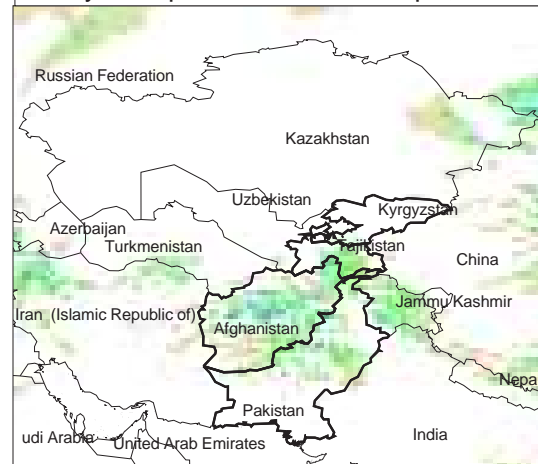 Russian Federation
Kazakhstan
Uzbekistan
Kyrgyzstan
Azerbaijan
Turkmenistan
Tajikistan
China
Jammu Kashmir
Iran (Islamic Republic of)
Afghanistan
Nepa
Pakistan
udi Arabia
United Arab Emirates
India